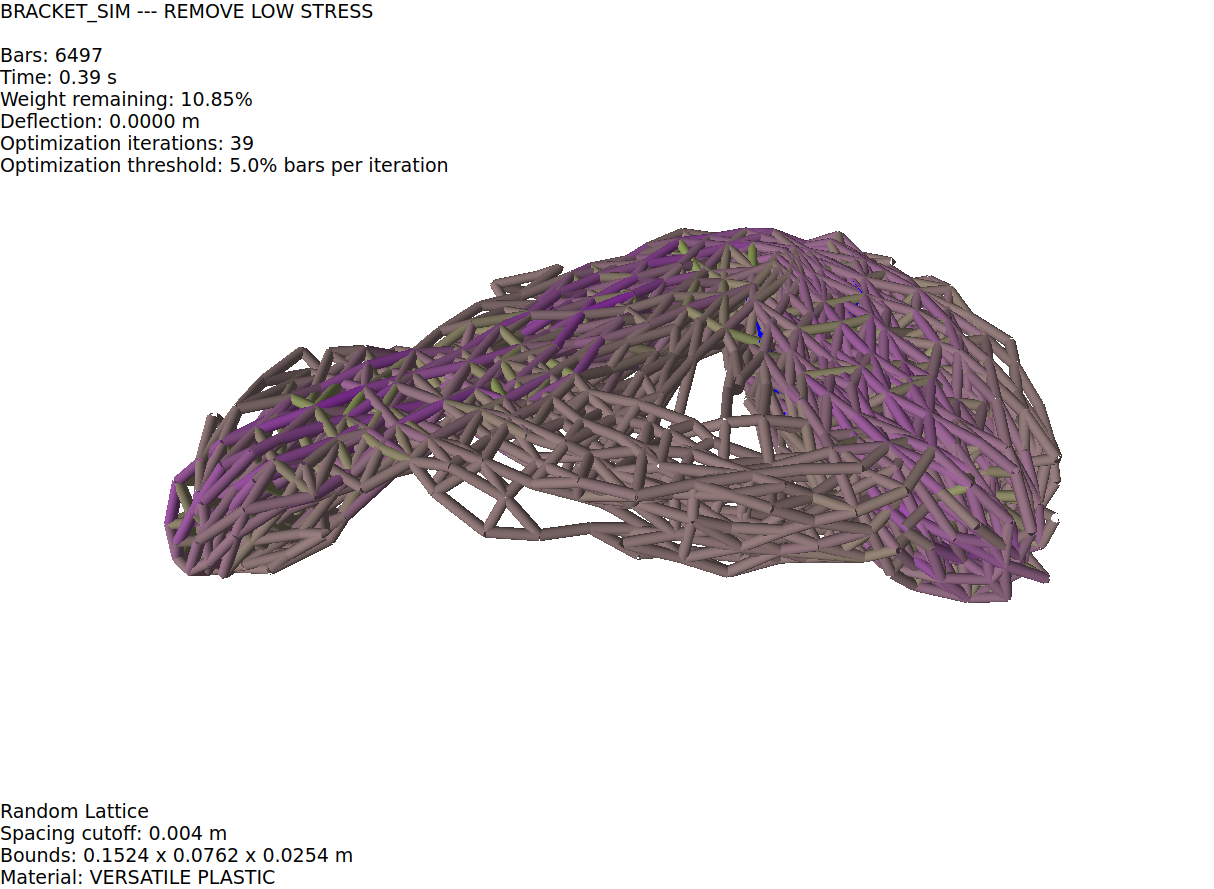 BRACKET_SIM --- REMOVE LOW STRESS
Bars: 6497
Time: 0.39 s
Weight remaining: 10.85%
Deflection: 0.0000 m
Optimization iterations: 39
Optimization threshold: 5.0% bars per iteration
Random Lattice
Spacing cutoff: 0.004 m
Bounds: 0.1524 x 0.0762 x 0.0254 m
Material: VERSATILE PLASTIC